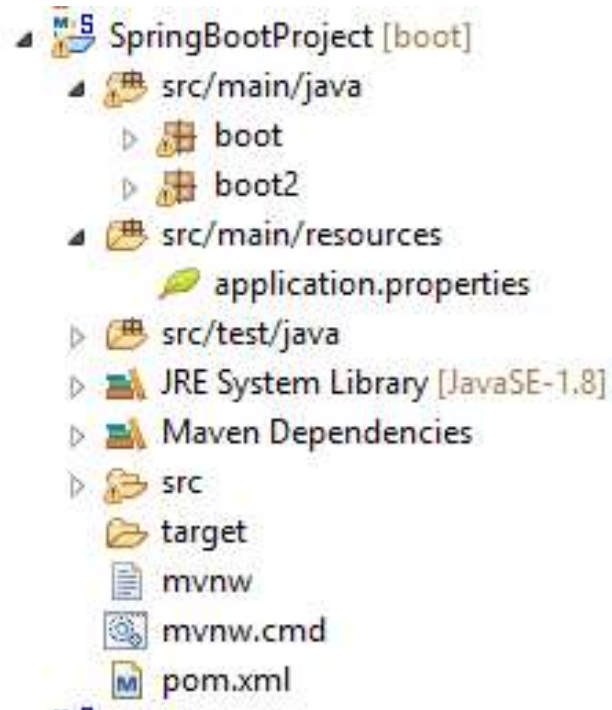 SpringBootProject [boot]
src/main/java
boot
boot2
src/main/resources
application.properties
src/test/java
JRE System Library [JavaSE-1.8]
Maven Dependencies
src
target
mvnw
mvnw.cmd
pom.xml